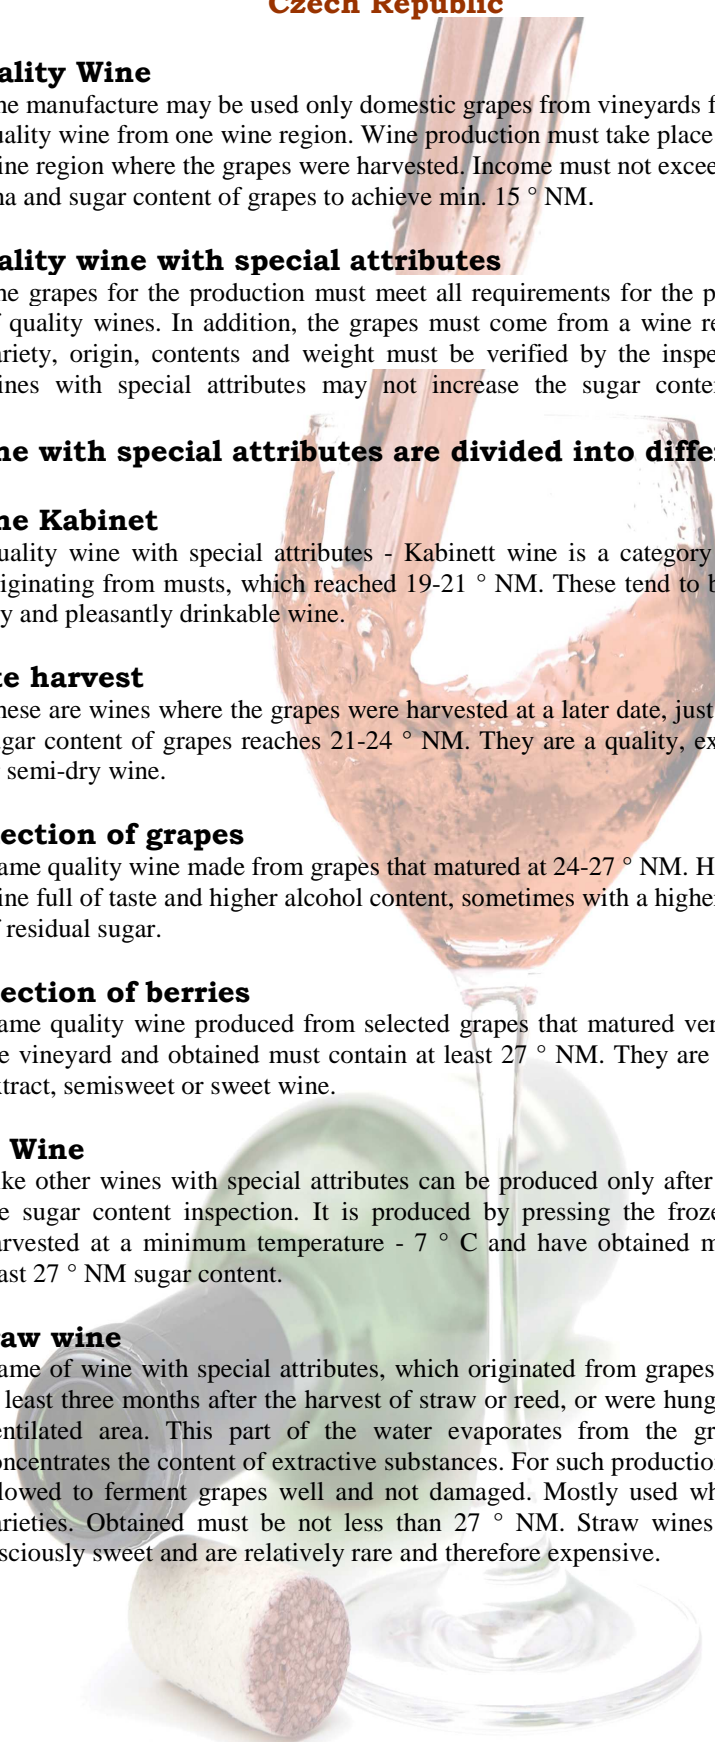 Czech Republic
ality Wine
ne manufacture may be used only domestic grapes from vineyards f
uality wine from one wine region. Wine production must take place
ine region where the grapes were harvested. Income must not excee
ha and sugar content of grapes to achieve min. 15 ° NM.
ality wine with special attributes
ne grapes for the production must meet all requirements for the p
f quality wines. In addition, the grapes must come from a wine re
ariety, origin, contents and weight must be verified by the inspe
ines with special attributes may not increase the sugar conte
ne with special attributes are divided into diffe
ne Kabinet
uality wine with special attributes - Kabinett wine is a category
riginating from musts, which reached 19-21 ° NM. These tend to b
y and pleasantly drinkable wine.
te harvest
hese are wines where the grapes were harvested at a later date, just
ugar content of grapes reaches 21-24 ° NM. They are a quality, ex
semi-dry wine.
ection of grapes
ame quality wine made from grapes that matured at 24-27 ° NM. H
ine full of taste and higher alcohol content, sometimes with a higher
f residual sugar.
ection of berries
ame quality wine produced from selected grapes that matured ver
e vineyard and obtained must contain at least 27 ° NM. They are
xtract, semisweet or sweet wine.
Wine
ike other wines with special attributes can be produced only after
e sugar content inspection. It is produced by pressing the froze
arvested at a minimum temperature - 7 ° C and have obtained m
ast 27 ° NM sugar content.
raw wine
ame of wine with special attributes, which originated from grapes
least three months after the harvest of straw or reed, or were hung
entilated area. This part of the water evaporates from the gr
oncentrates the content of extractive substances. For such production
lowed to ferment grapes well and not damaged. Mostly used wh
arieties. Obtained must be not less than 27 ° NM. Straw wines
sciously sweet and are relatively rare and therefore expensive.